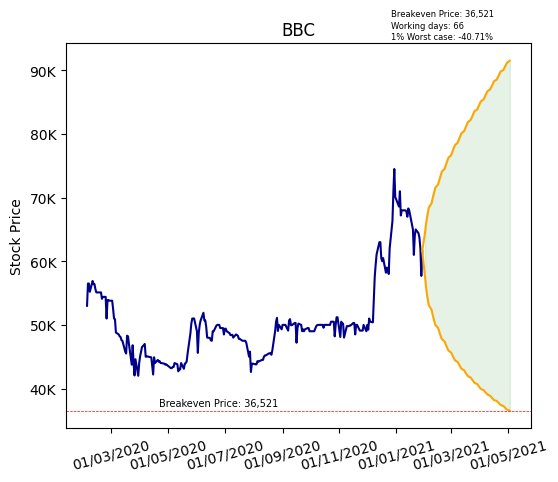 Breakeven Price: 36,521
Working days: 66
1% Worst case: -40.71%
BBC
90K
80K
70K
60K
50K
40K
Stock Price
Breakeven Price: 36,521
01/03/2020
01/05/2020
01/07/2020
01/09/2020
01/11/2020
01/01/2021
01/03/2021
01/05/2021